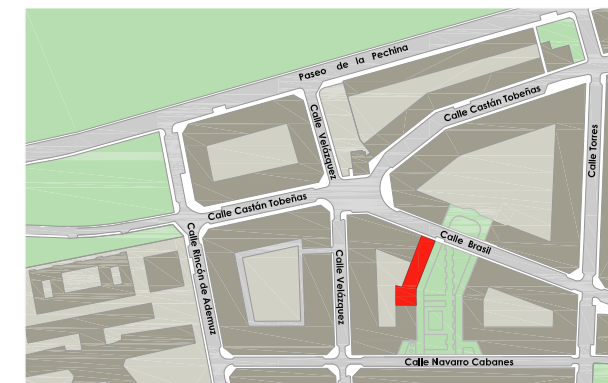 Paseo de la Pechina
Calle Castán Tobeñas
Calle Velázquez
Calle Torres
Calle Castán Tobeñas
Calle Brasil
Calle Rincón de Ademuz
Calle Velázquez
Calle Navarro Cabanes